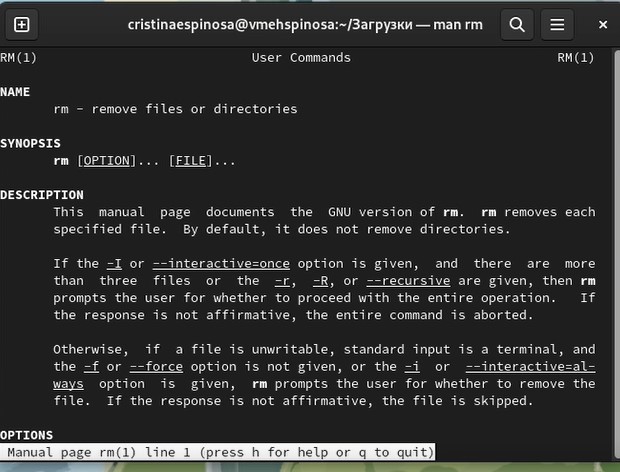 cristinaespinosa@vmehspinosa:~/Загрузки — man rm
RM(1) User Commands RM(1)
NAME
rm - remove files or directories
SYNOPSIS
rm [OPTION]... [FILE]...
DESCRIPTION
This manual page documents the GNU version of rm. rm removes each
specified file. By default, it does not remove directories.
If the -I or --interactive=once option is given, and there are more
than three files or the -r, -R, or --recursive are given, then rm
prompts the user for whether to proceed with the entire operation. If
the response is not affirmative, the entire command is aborted.
Otherwise, if a file is unwritable, standard input is a terminal, and
the -f or --force option is not given, or the -i or --interactive=al-
ways option is given, rm prompts the user for whether to remove the
file. If the response is not affirmative, the file is skipped.
OPTIONS
Manual page rm(1) line 1 (press h for help or q to quit)